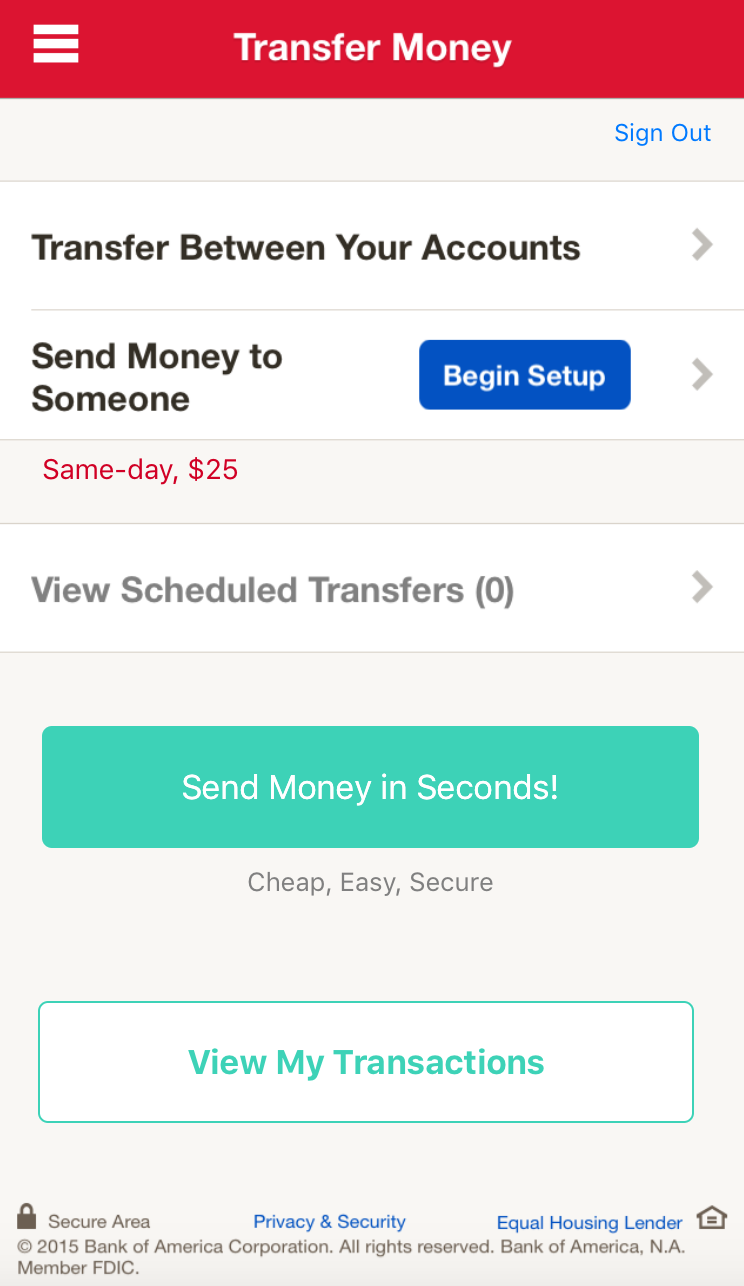 Transfer Money
Sign Out
Transfer Between Your Accounts
Send Money to
Someone
Begin Setup
Same-day, $25
View Scheduled Transfers (0)
Send Money in Seconds!
Cheap, Easy, Secure
View My Transactions
Secure Area
Privacy & Security
Equal Housing Lender
© 2015 Bank of America Corporation. All rights reserved. Bank of America, N.A.
Member FDIC.